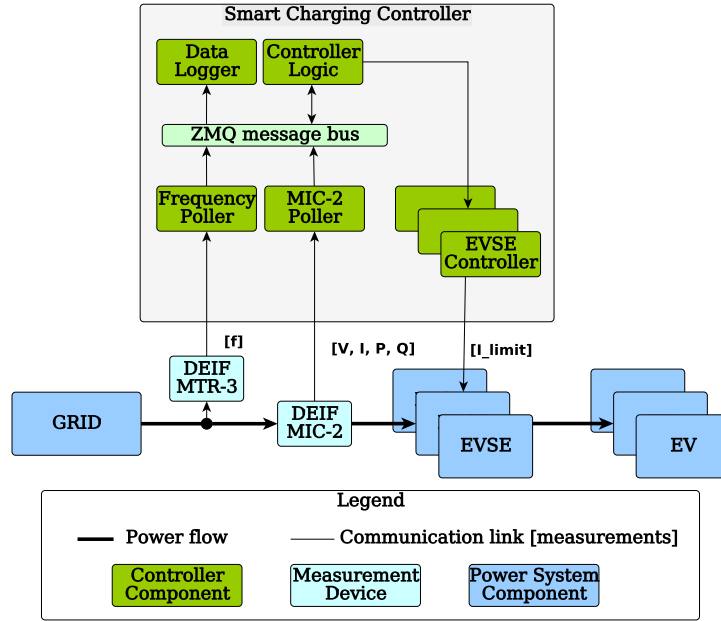 Smart Charging Controller
Data
Logger
Controller
Logic
ZMQ message bus
Frequency
Poller
MIC-2
Poller
EVSE
Controller
[f]
[V, I, P, Q]
[I_limit]
DEIF
MTR-3
GRID
DEIF
MIC-2
EVSE
EV
Legend
Power flow
Communication link [measurements]
Controller
Component
Measurement
Device
Power System
Component